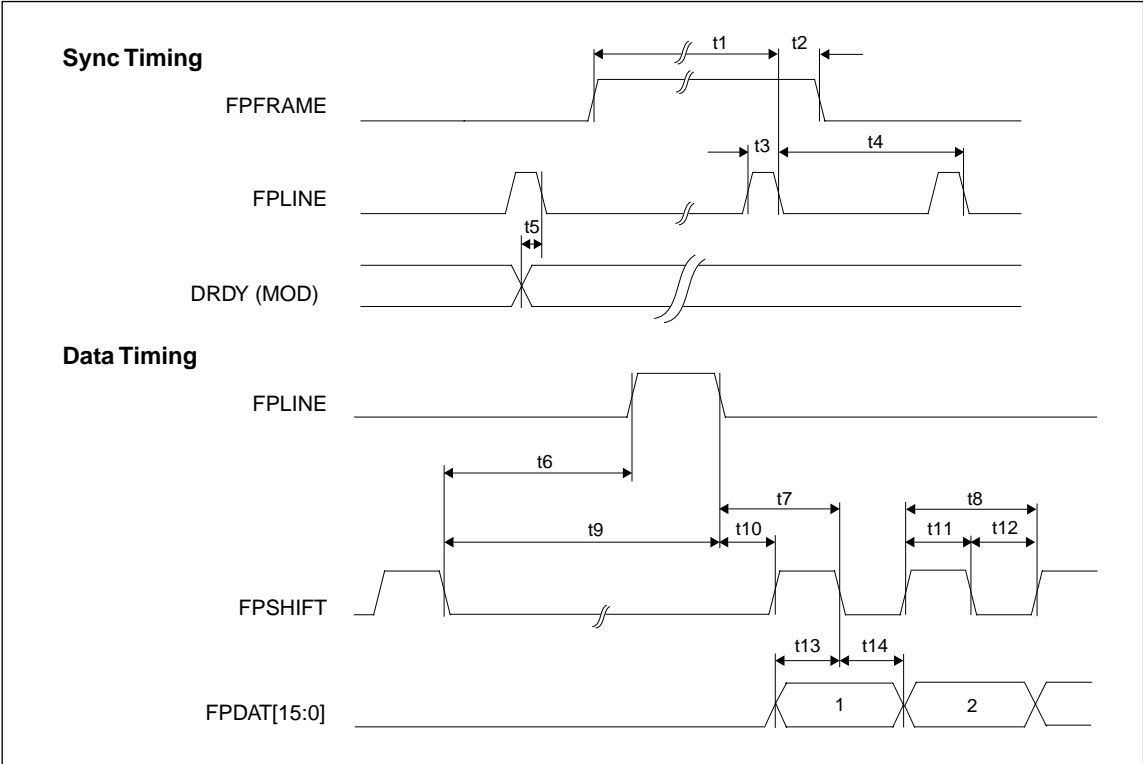 Sync Timing
t1 t2
FPFRAME
t3 t4
FPLINE
t5
DRDY (MOD)
Data Timing
FPLINE
t6
t7 t8
t9 t10 t11 t12
FPSHIFT
t13 t14
FPDAT[15:0] 1 2